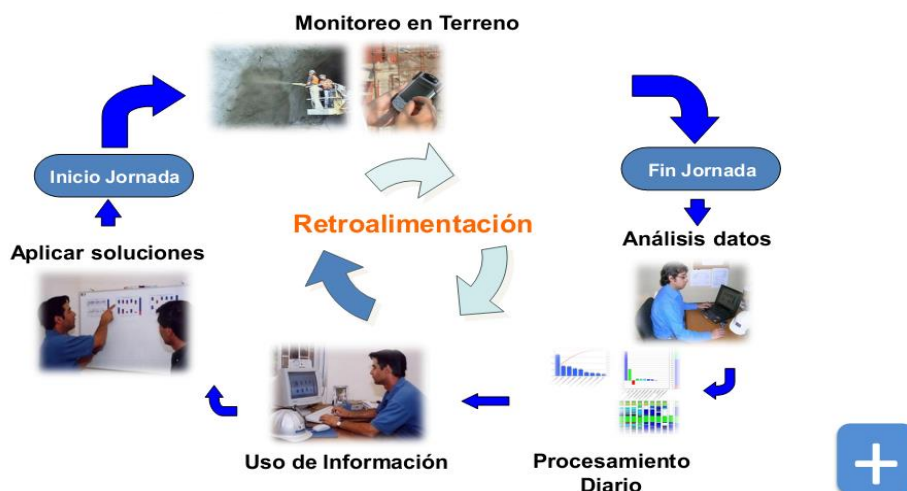 Monitoreo en Terreno
Inicio Jornada
Fin Jornada
Retroalimentación
Aplicar soluciones
Análisis datos
Uso de Información
Procesamiento
Diario